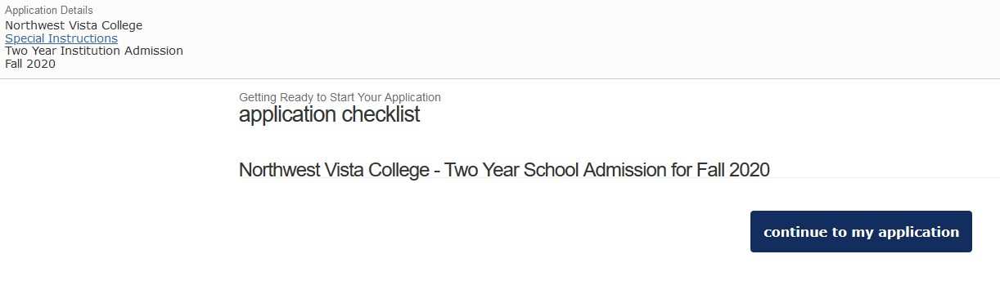 Application Details
Northwest Vista College
Special Instructions
Two Year Institution Admission
Fall 2020
Getting Ready to Start Your Application
application checklist
Northwest Vista College - Two Year School Admission for Fall 2020
continue to my application